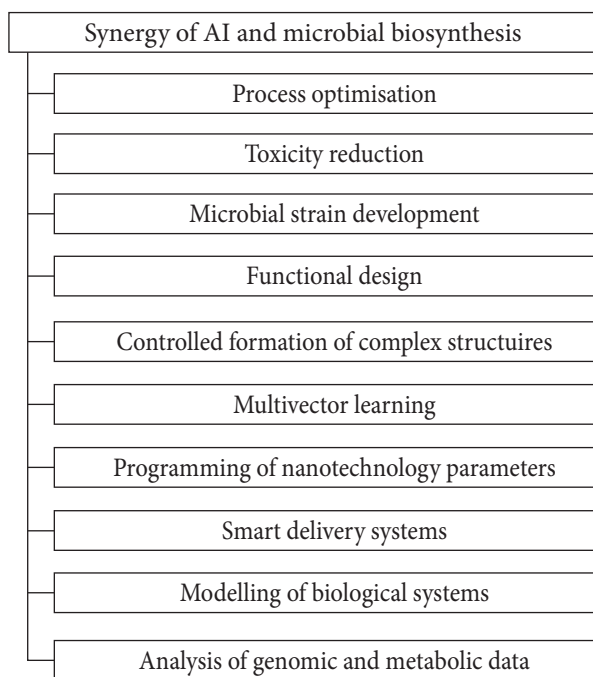 Synergy of AI and microbial biosynthesis
Process optimisation
Toxicity reduction
Microbial strain development
Functional design
Controlled formation of complex structuires
Multivector learning
Programming of nanotechnology parameters
Smart delivery systems
Modelling of biological systems
Analysis of genomic and metabolic data